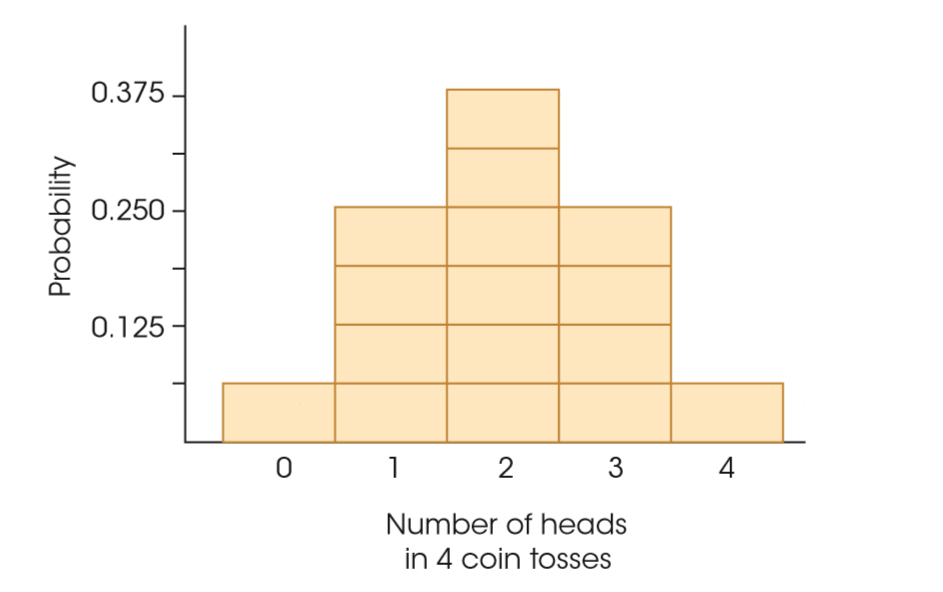 0.375
0.250
0.125
Probability
0 1 2 3 4
Number of heads
in 4 coin tosses